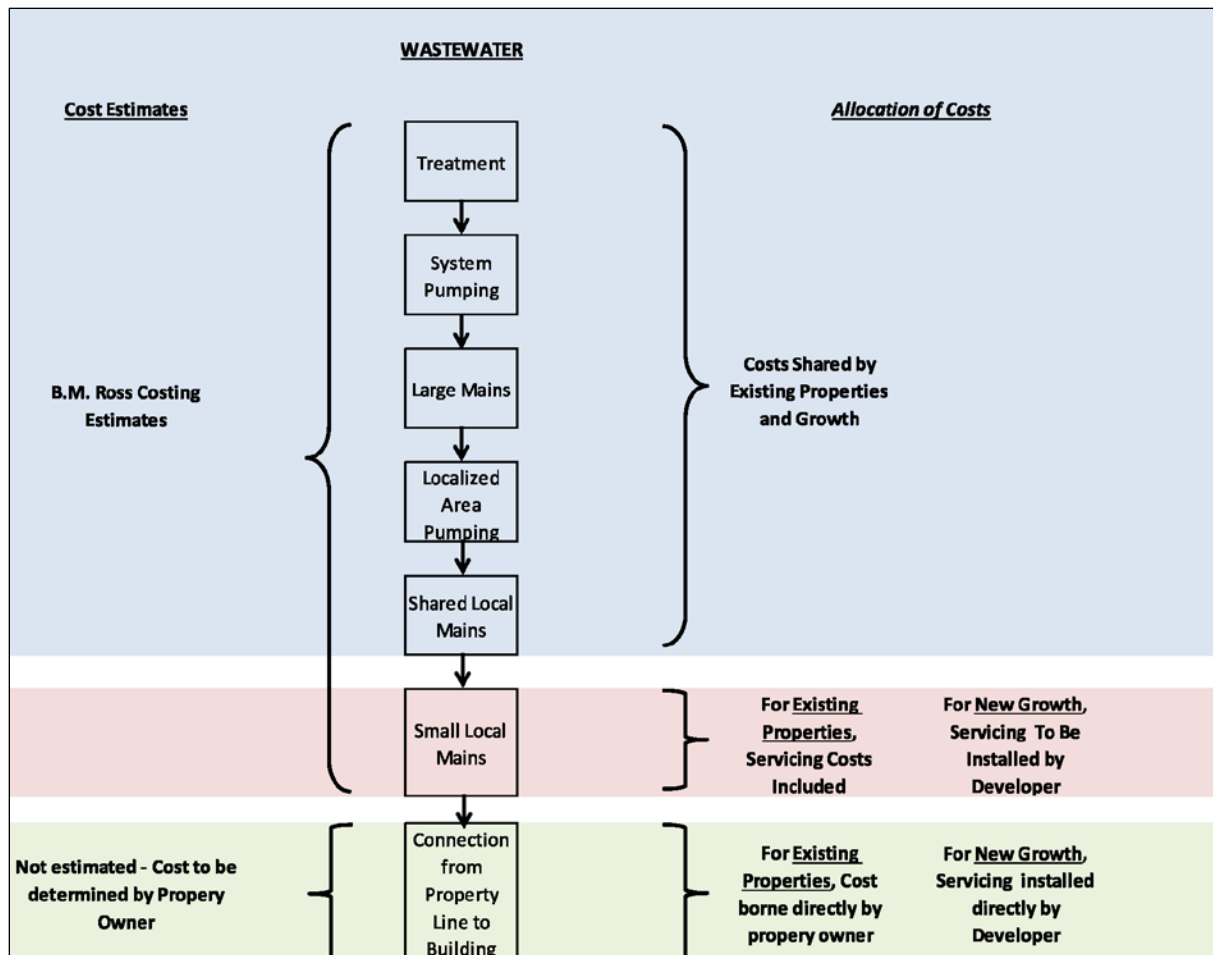 WASTEWATER
Cost Estimates
Allocation of Costs
Treatment
System
Pumping
Large Mains
Localized
Area
Pumping
Shared Local
Mains
B.M. Ross Costing
Estimates
Costs Shared by
Existing Properties
and Growth
Small Local
Mains
For Existing
Properties,
Servicing Costs
Included
For New Growth,
Servicing To Be
Installed by
Developer
Not estimated - Cost to be
determined by Propery
Owner
Connection
from
Property
Line to
Building
For Existing
Properties, Cost
borne directly by
propery owner
For New Growth,
Servicing installed
directly by
Developer